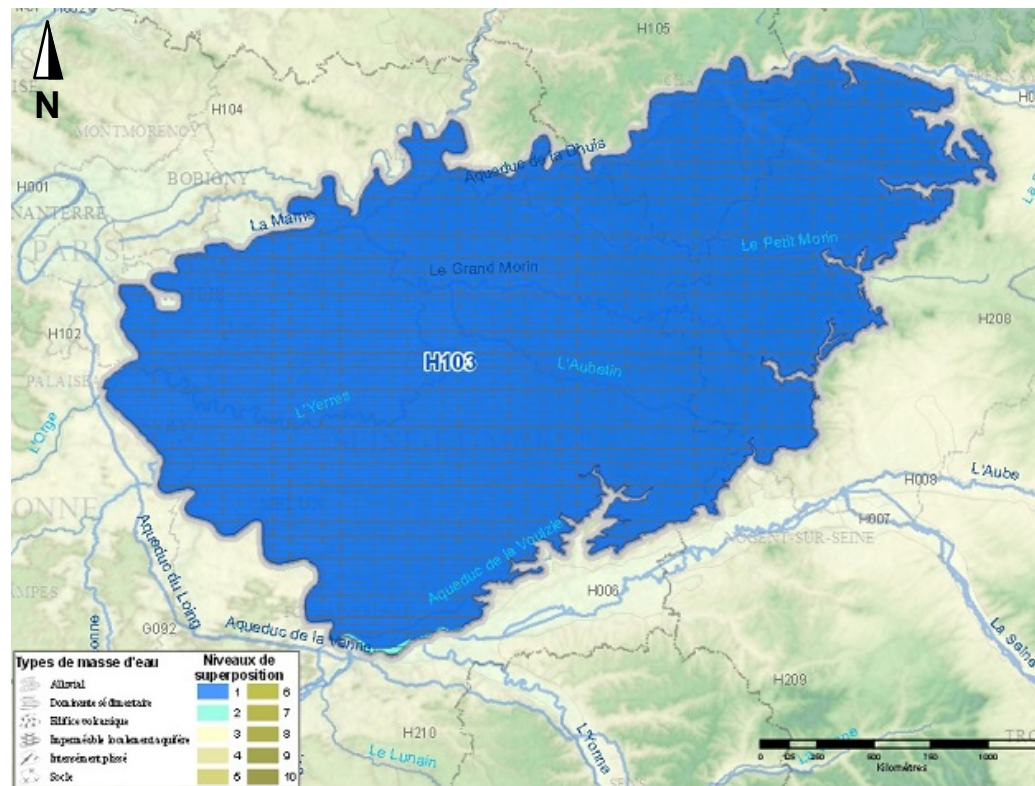 H105
H104
MONTMORENCY
BOBIGNY
Aqueduc de la Dhuis
H001
NANTERRE
La Marne
PARIS
Le Petit Morin
Le Grand Morin
N
H208
H102
H103
L'Aubetin
PALAISEA
L'Yerres
L'Orge
MELUN
L'Aube
H008
H007
NOGENT-SUR-SEINE
Aqueduc de la Voulzie
Aqueduc du Loing
H006
G092
Aqueduc de la Vanne
La Seine
H209
H210
L'Yonne
Le Lunain
Types de masse d'eau
Alluvial
Dominante sédimentaire
Edifice volcanique
Imperméable localement aquifère
Intensément plissé
Socle
Niveaux de superposition
1 6
2 7
3 8
4 9
5 10
Kilomètres